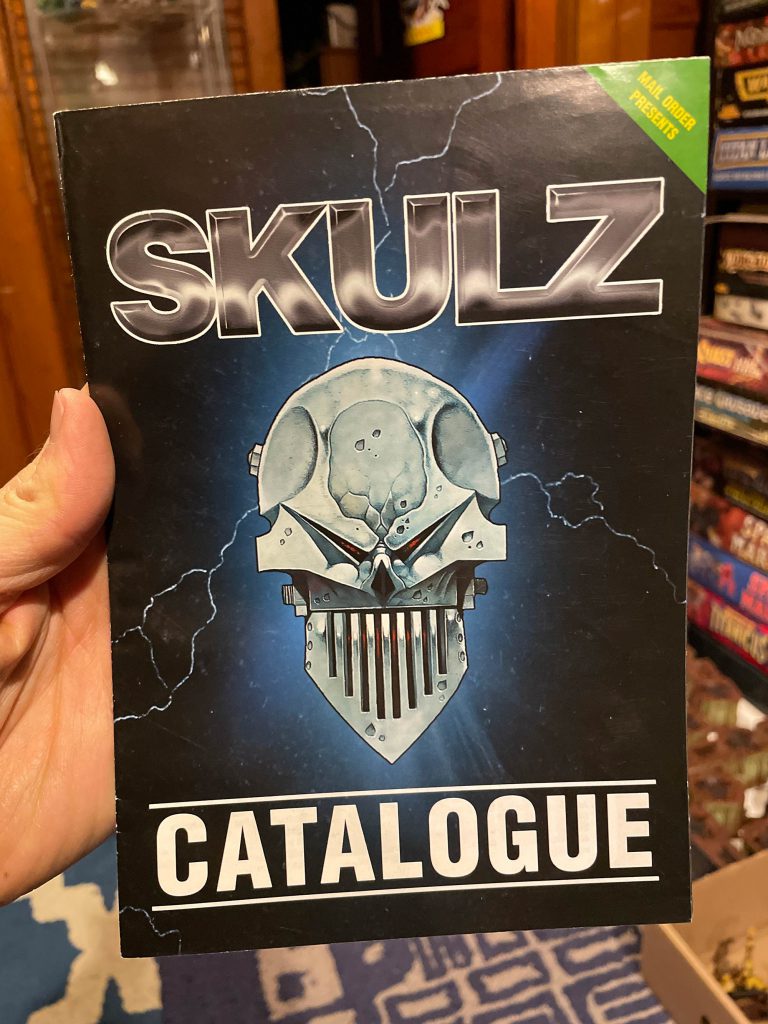 MAIL ORDER
PRESENTS
SKULZ
CATALOGUE